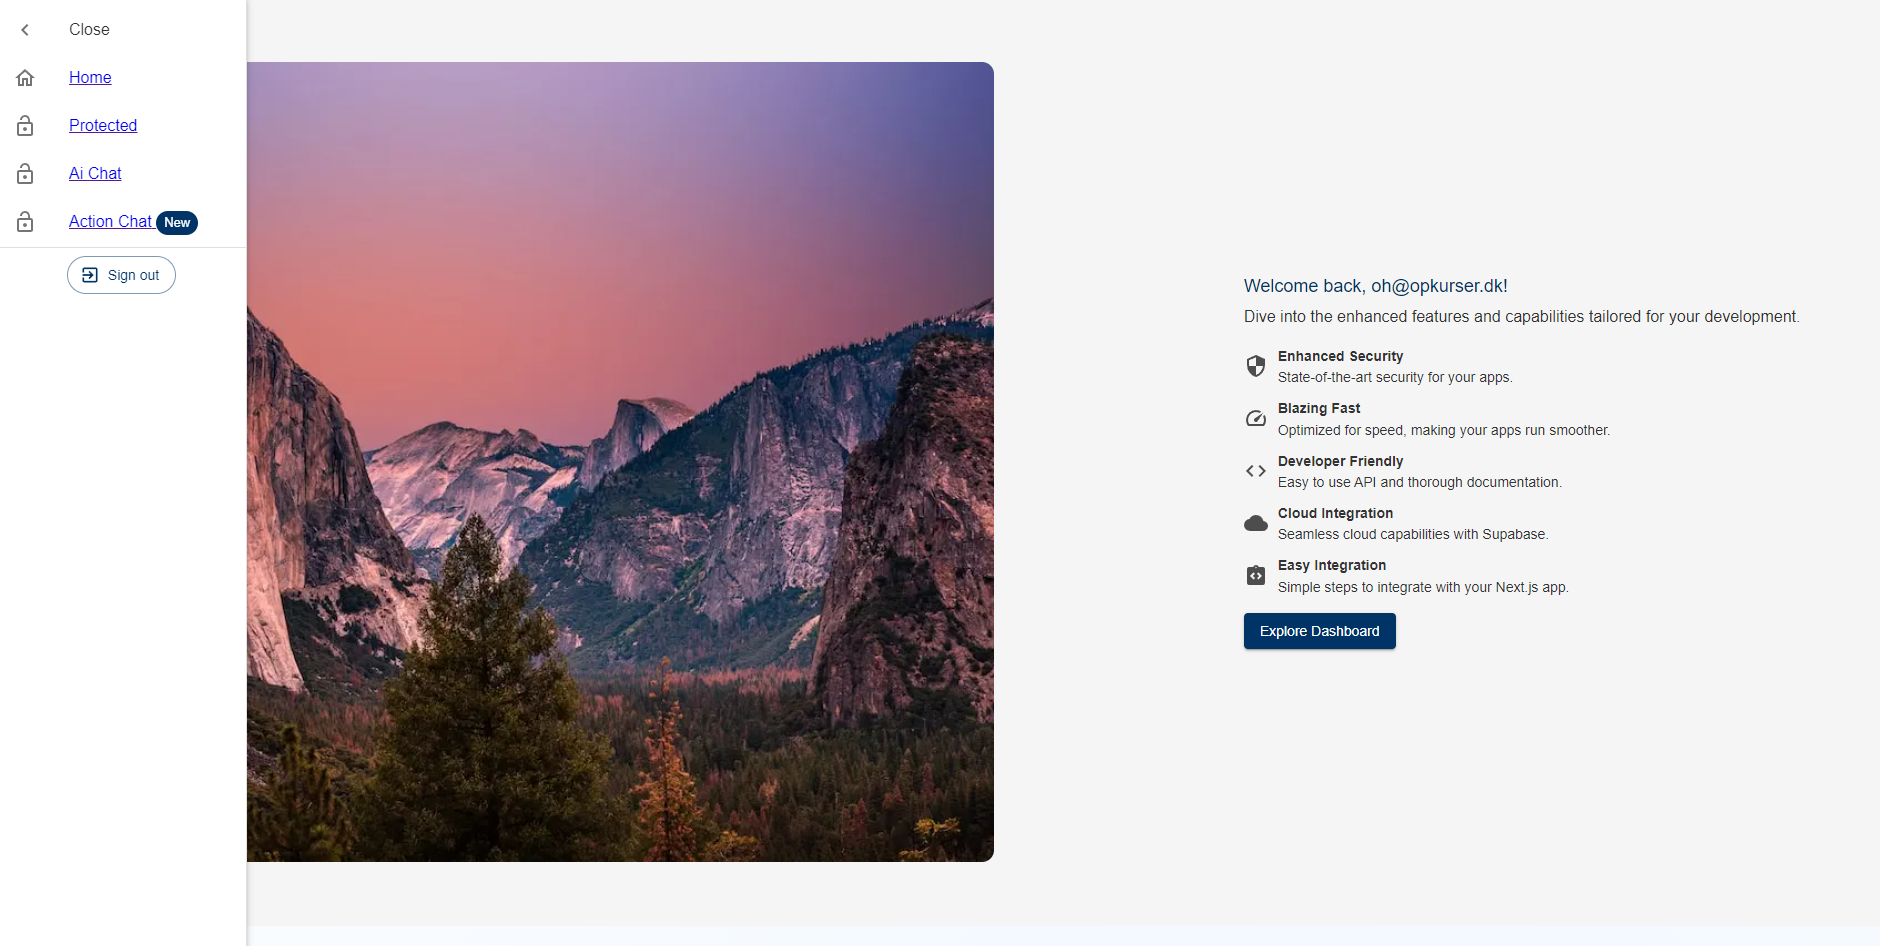 Close
Home
Protected
Ai Chat
Action Chat New
Sign out
Welcome back, oh@opkurser.dk!
Dive into the enhanced features and capabilities tailored for your development.
Enhanced Security
State-of-the-art security for your apps.
Blazing Fast
Optimized for speed, making your apps run smoother.
Developer Friendly
Easy to use API and thorough documentation.
Cloud Integration
Seamless cloud capabilities with Supabase.
Easy Integration
Simple steps to integrate with your Next.js app.
Explore Dashboard